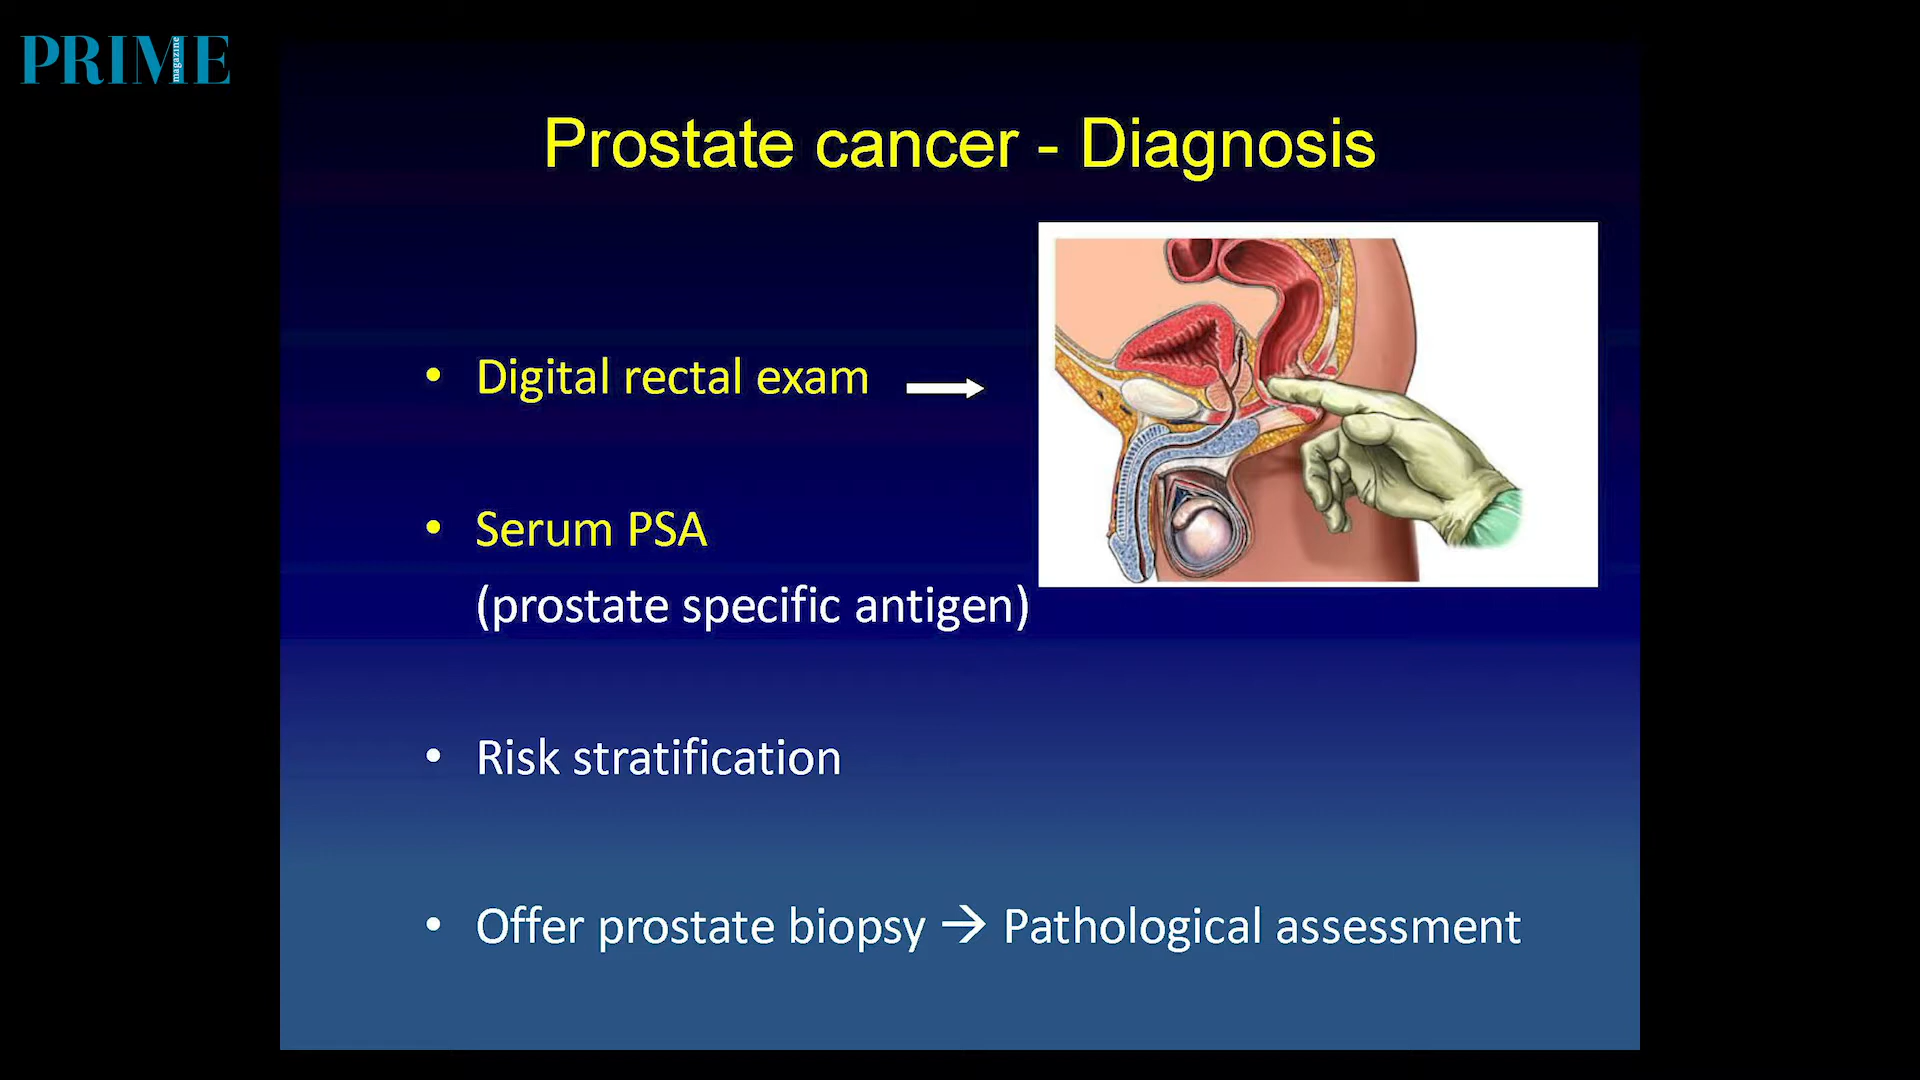 PRIME
magazine
Prostate cancer - Diagnosis
• Digital rectal exam
• Serum PSA
(prostate specific antigen)
• Risk stratification
• Offer prostate biopsy → Pathological assessment